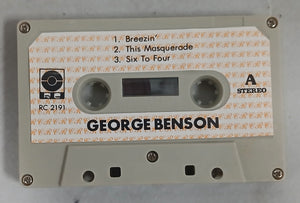 1. Breezin'
2. This Masquerade
3. Six To Four
A
STEREO
RC 2191
GEORGE BENSON